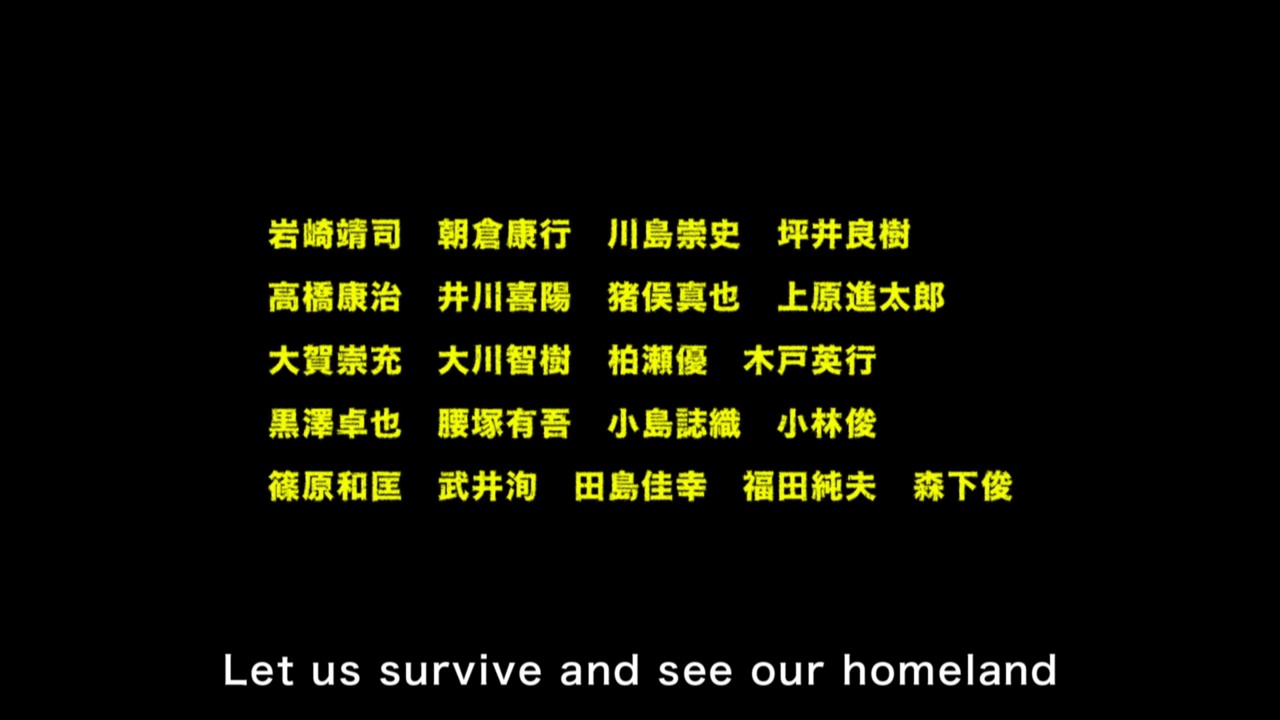 岩崎靖司　朝倉康行　川島崇史　坪井良樹
高橋康治　井川喜陽　猪俣真也　上原進太郎
大賀崇充　大川智樹　柏瀬優　木戸英行
黒澤卓也　腰塚有吾　小島誌織　小林俊
篠原和匡　武井洵　田島佳幸　福田純夫　森下俊
Let us survive and see our homeland